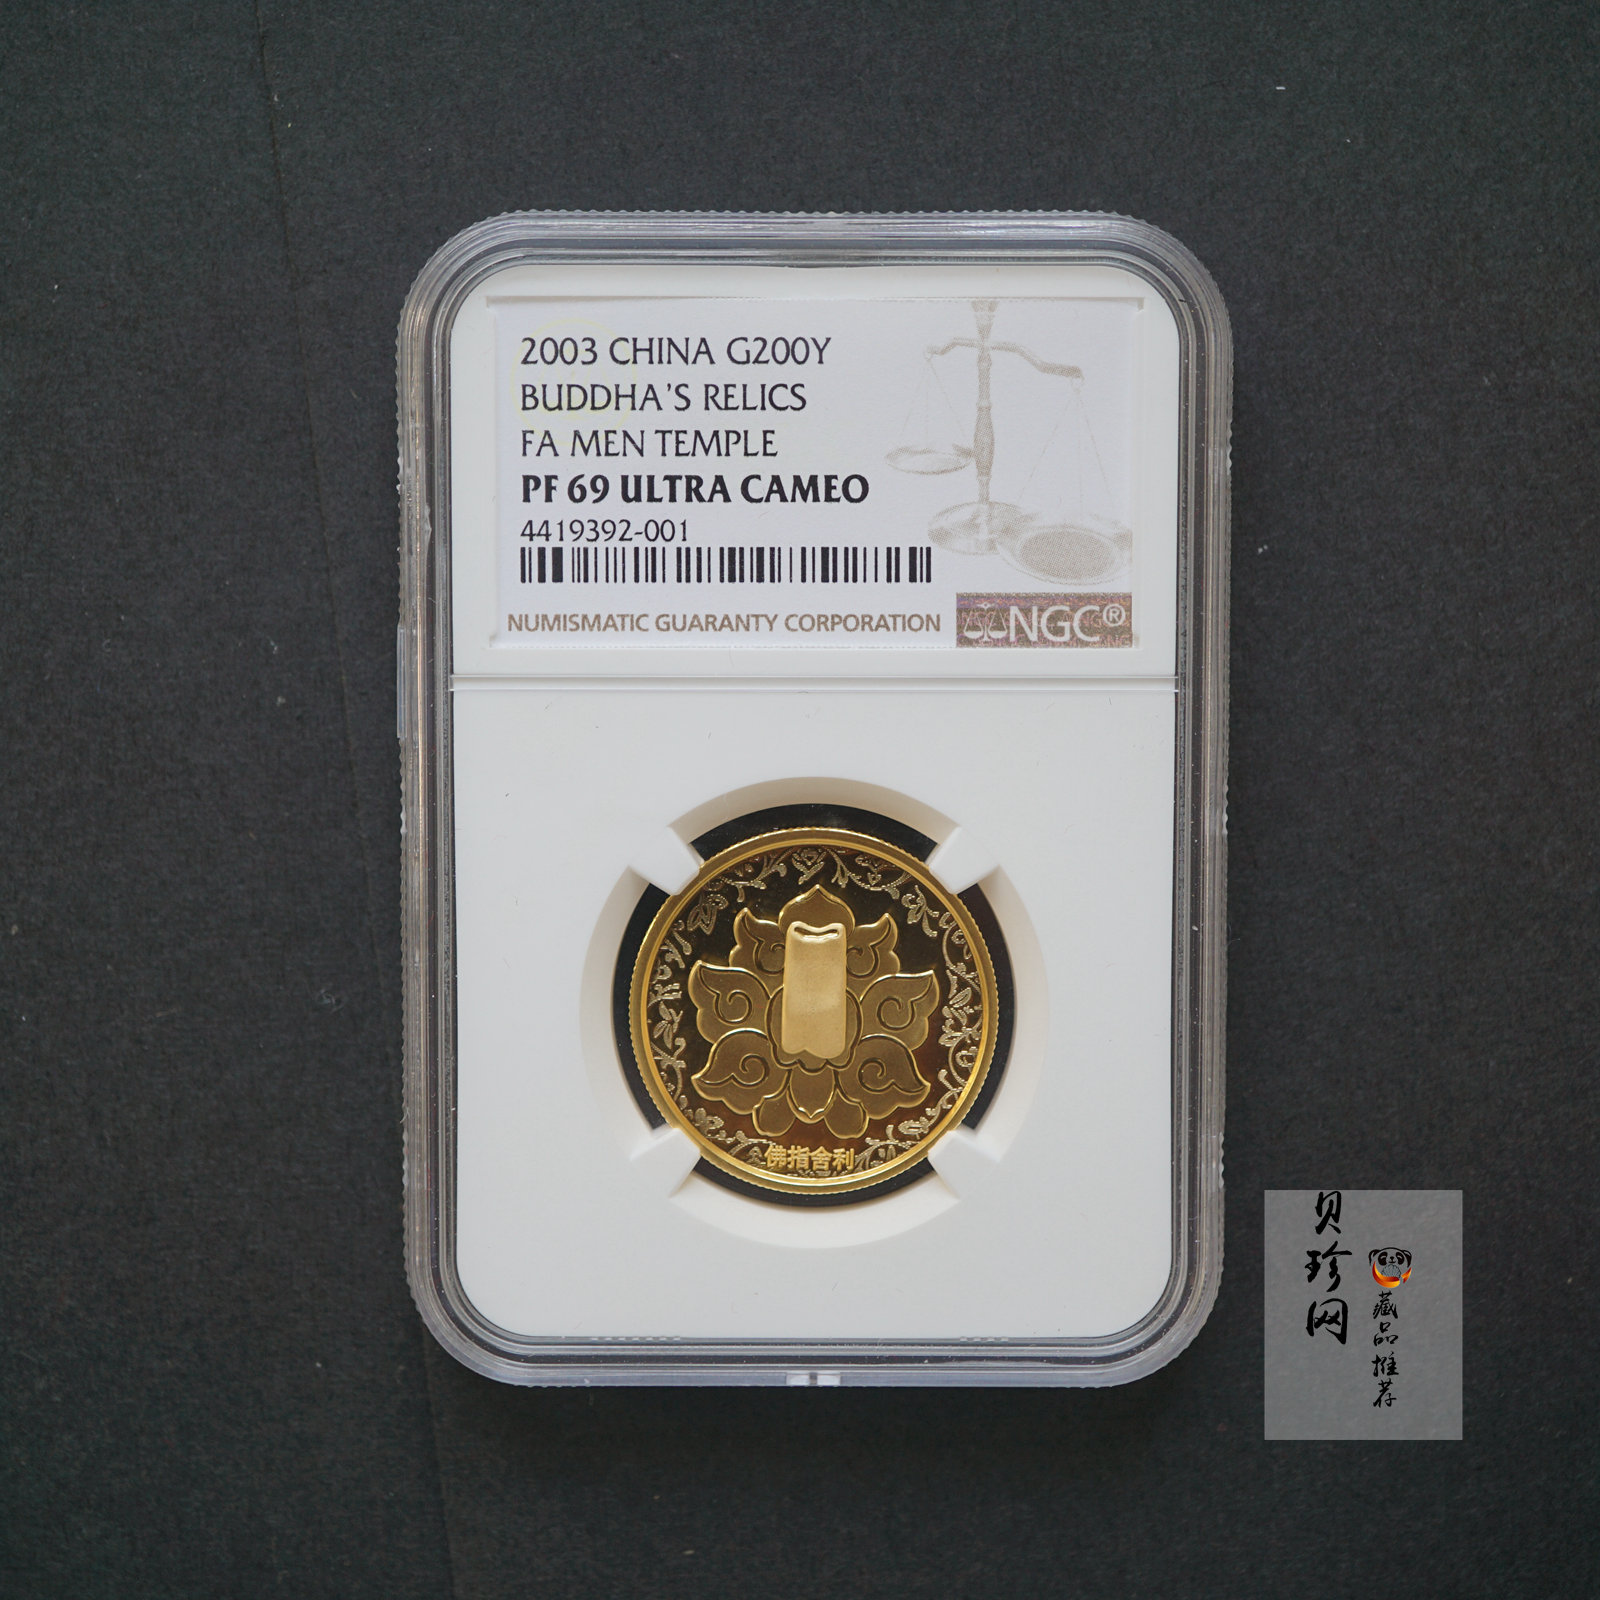 2003 CHINA G200Y
BUDDHA'S RELICS
FA MEN TEMPLE
PF 69 ULTRA CAMEO
4419392-001
NUMISMATIC GUARANTY CORPORATION
NGC®
佛指舍利
贝珍网
藏品推荐